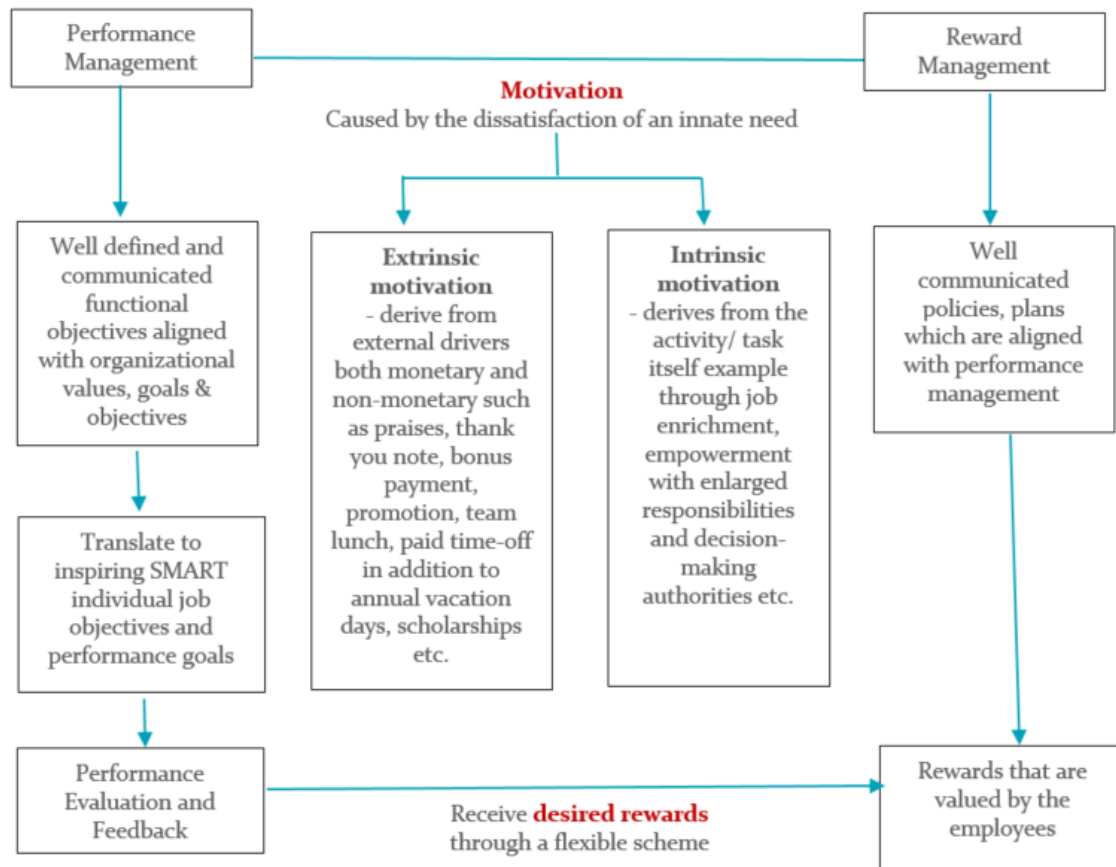 Performance
Management
Reward
Management
Motivation
Caused by the dissatisfaction of an innate need
Well defined and
communicated
functional
objectives aligned
with organizational
values, goals &
objectives
Extrinsic
motivation
- derive from
external drivers
both monetary and
non-monetary such
as praises, thank
you note, bonus
payment,
promotion, team
lunch, paid time-off
in addition to
annual vacation
days, scholarships
etc.
Intrinsic
motivation
- derives from the
activity/ task
itself example
through job
enrichment,
empowerment
with enlarged
responsibilities
and decision-
making
authorities etc.
Well
communicated
policies, plans
which are aligned
with performance
management
Translate to
inspiring SMART
individual job
objectives and
performance goals
Performance
Evaluation and
Feedback
Receive desired rewards
through a flexible scheme
Rewards that are
valued by the
employees